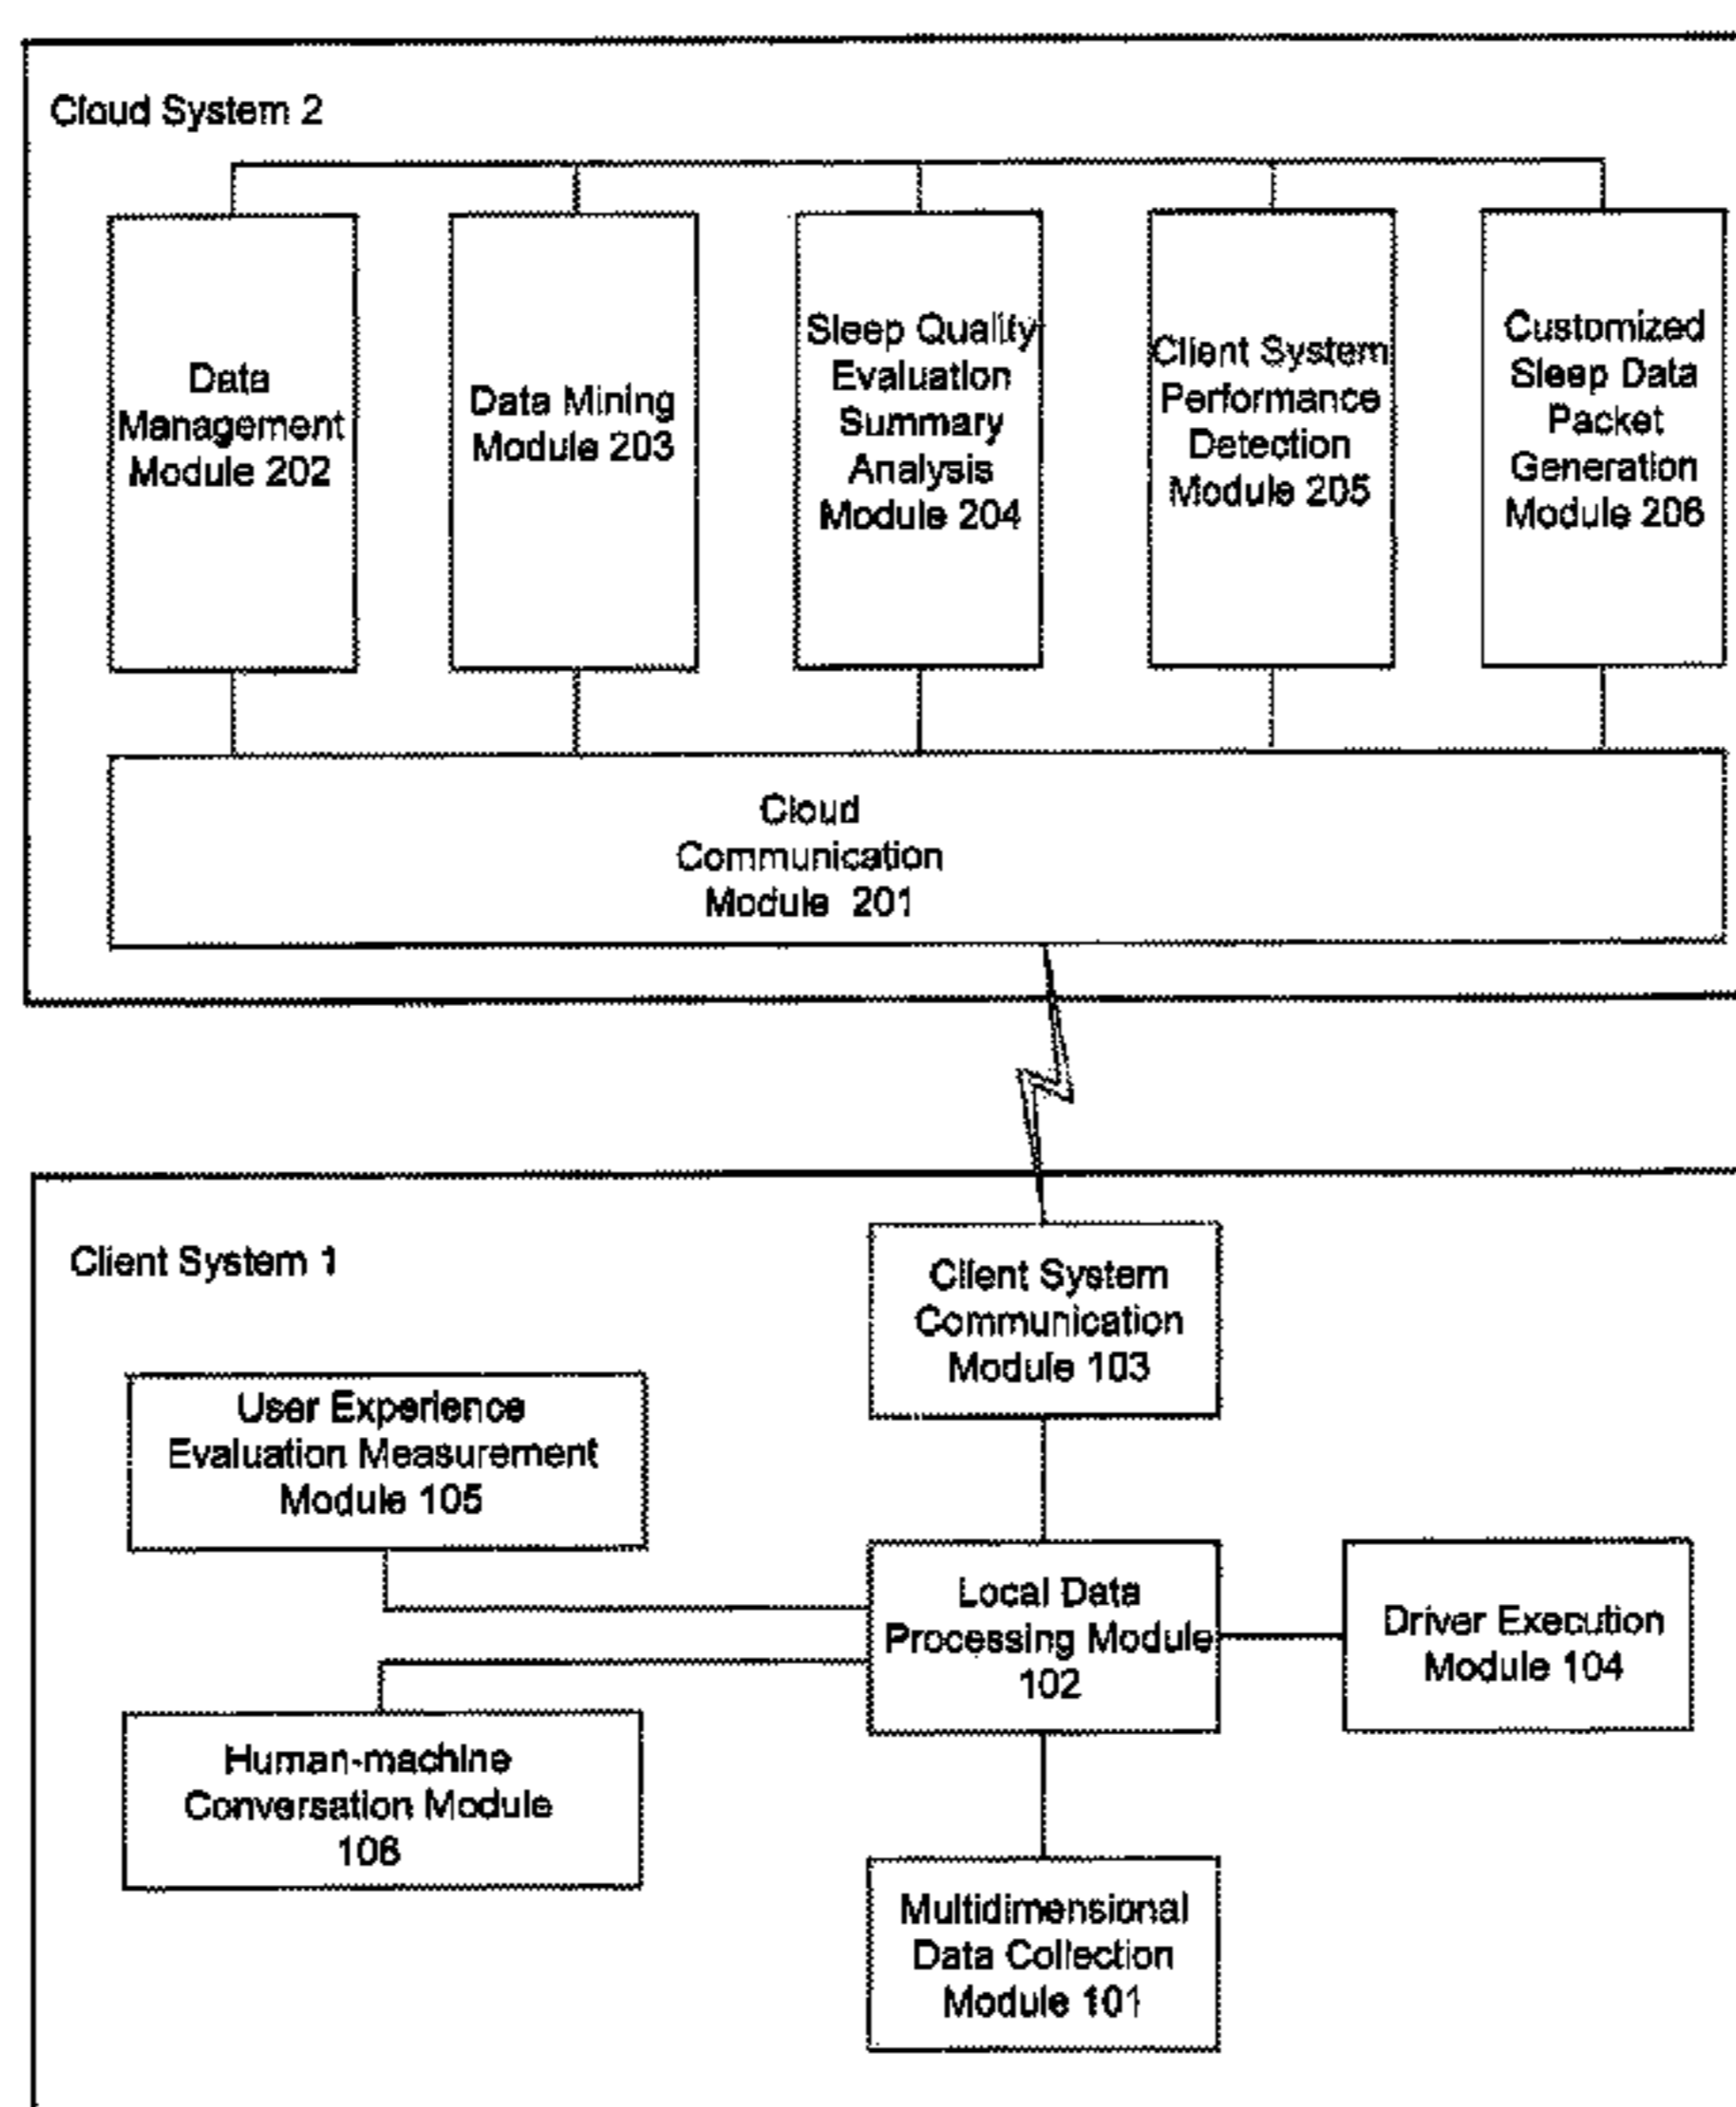 Cloud System 2
Data
Management
Module 202
Data Mining
Module 203
Sleep Quality
Evaluation
Summary
Analysis
Module 204
Client System
Performance
Detection
Module 205
Customized
Sleep Data
Packet
Generation
Module 206
Cloud
Communication
Module 201
Client System 1
Client System
Communication
Module 103
User Experience
Evaluation Measurement
Module 105
Local Data
Processing Module
102
Driver Execution
Module 104
Human-machine
Conversation Module
106
Multidimensional
Data Collection
Module 101